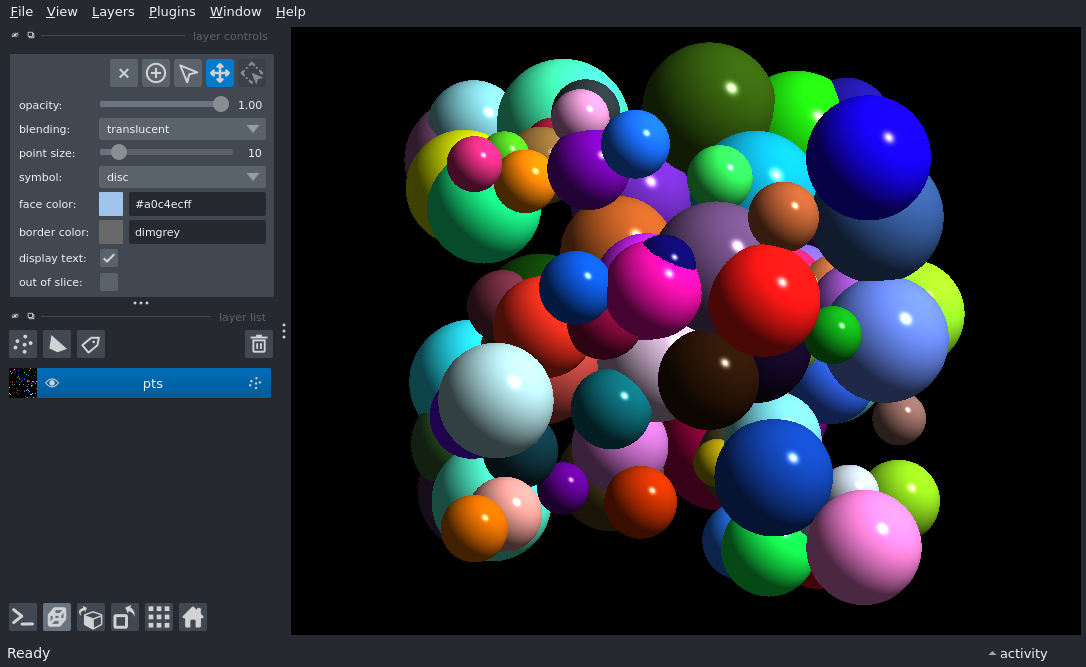 File View Layers Plugins Window Help
layer controls
opacity: 1.00
blending: translucent
point size: 10
symbol: disc
face color: #a0c4ecff
border color: dimgrey
display text:
out of slice:
layer list
pts
Ready activity